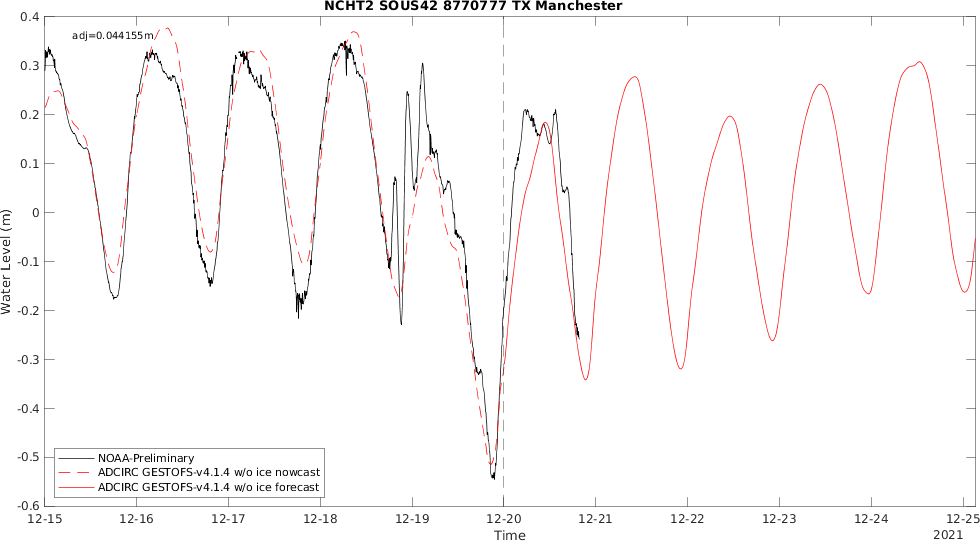 NCHT2 SOUS42 8770777 TX Manchester
adj=0.044155m
0.4
0.3
0.2
0.1
0
-0.1
-0.2
-0.3
-0.4
-0.5
-0.6
Water Level (m)
NOAA-Preliminary
ADCIRC GESTOFS-v4.1.4 w/o ice nowcast
ADCIRC GESTOFS-v4.1.4 w/o ice forecast
12-15 12-16 12-17 12-18 12-19 12-20 12-21 12-22 12-23 12-24 12-25
Time 2021